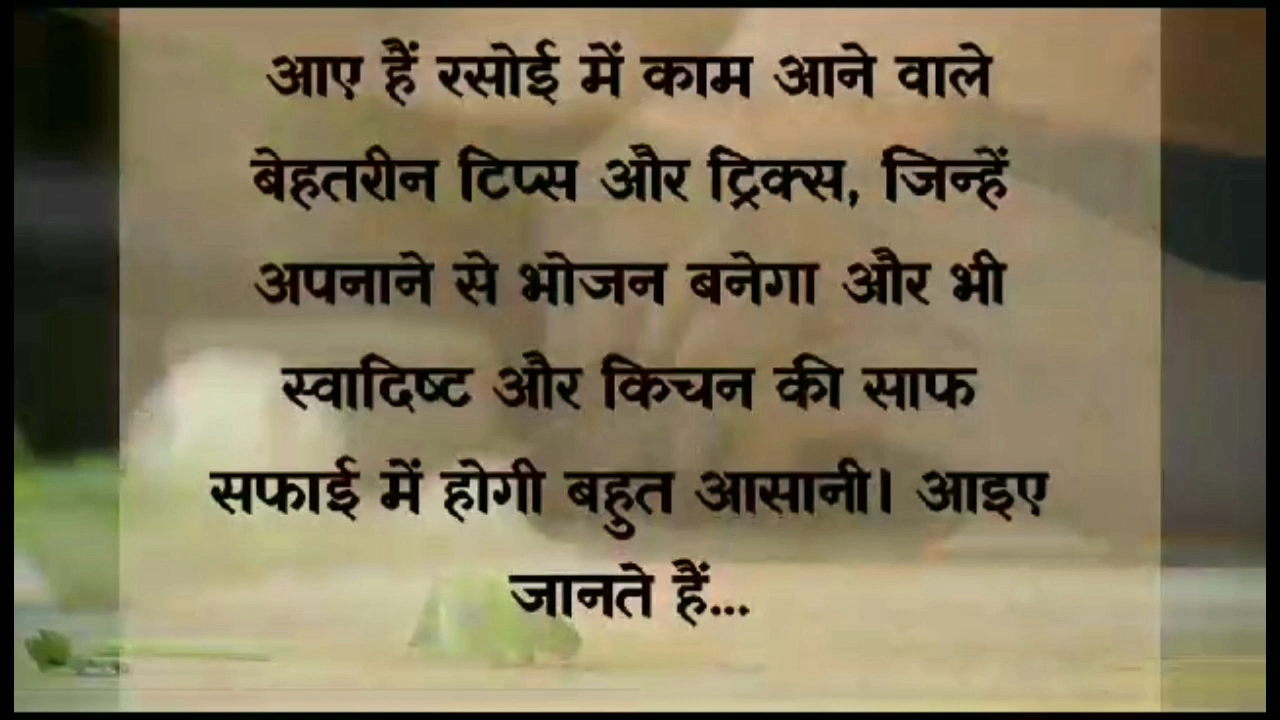 आए हैं रसोई में काम आने वाले
बेहतरीन टिप्स और ट्रिक्स, जिन्हें
अपनाने से भोजन बनेगा और भी
स्वादिष्ट और किचन की साफ
सफाई में होगी बहुत आसानी। आइए
जानते हैं...